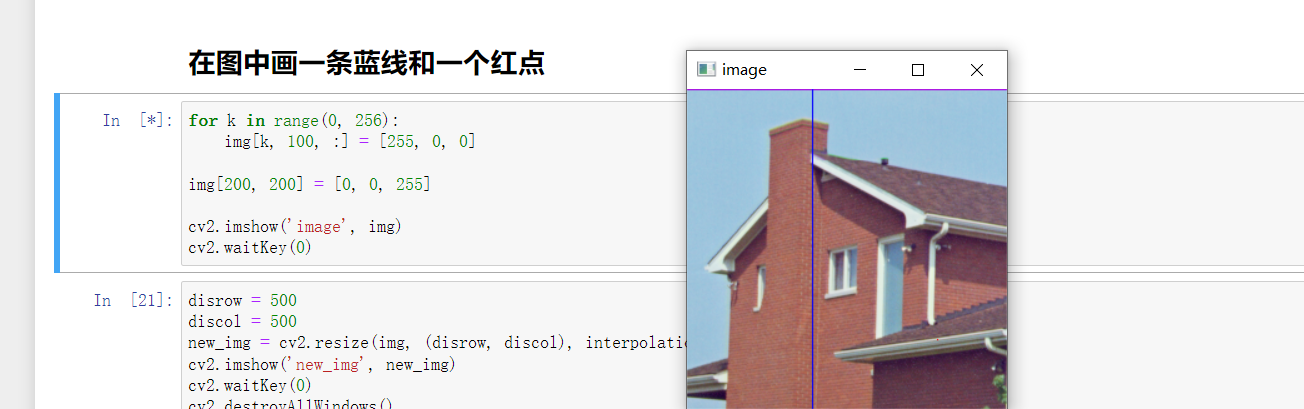 在图中画一条蓝线和一个红点
image
In [*]:
for k in range(0, 256):
    img[k, 100, :] = [255, 0, 0]
img[200, 200] = [0, 0, 255]
cv2.imshow('image', img)
cv2.waitKey(0)
In [21]:
disrow = 500
discol = 500
new_img = cv2.resize(img, (disrow, discol), interpolatio
cv2.imshow('new_img', new_img)
cv2.waitKey(0)
cv2.destroyAllWindows()